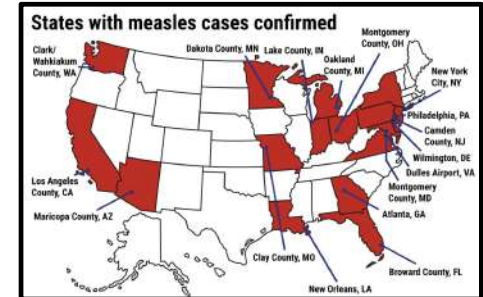 States with measles cases confirmed
Clark/
Wahkiakum
County, WA
Dakota County, MN
Lake County, IN
Oakland
County, MI
Montgomery
County, OH
New York
City, NY
Philadelphia, PA
Camden
County, NJ
Wilmington, DE
Dulles Airport, VA
Montgomery
County, MD
Atlanta, GA
Los Angeles
County, CA
Maricopa County, AZ
Clay County, MO
Broward County, FL
New Orleans, LA